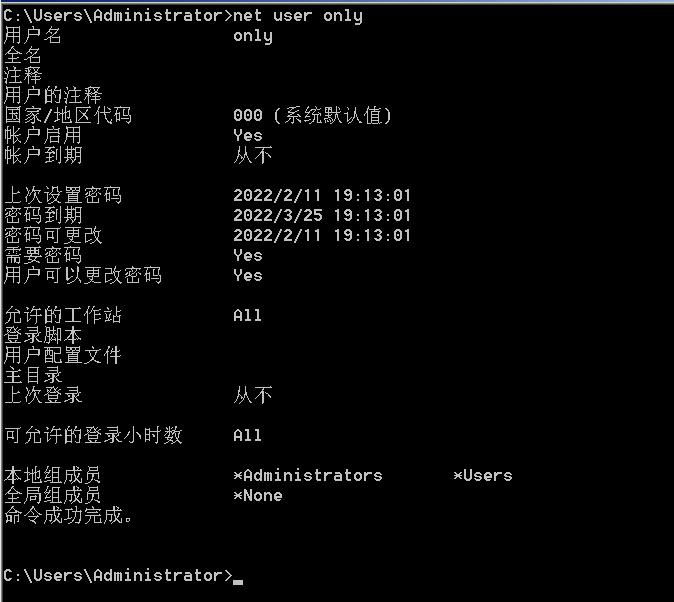 C:\Users\Administrator>net user only
用户名 only
全名
注释
用户的注释
国家/地区代码 000 (系统默认值)
帐户启用 Yes
帐户到期 从不
上次设置密码 2022/2/11 19:13:01
密码到期 2022/3/25 19:13:01
密码可更改 2022/2/11 19:13:01
需要密码 Yes
用户可以更改密码 Yes
允许的工作站 All
登录脚本
用户配置文件
主目录
上次登录 从不
可允许的登录小时数 All
本地组成员 *Administrators *Users
全局组成员 *None
命令成功完成。
C:\Users\Administrator>